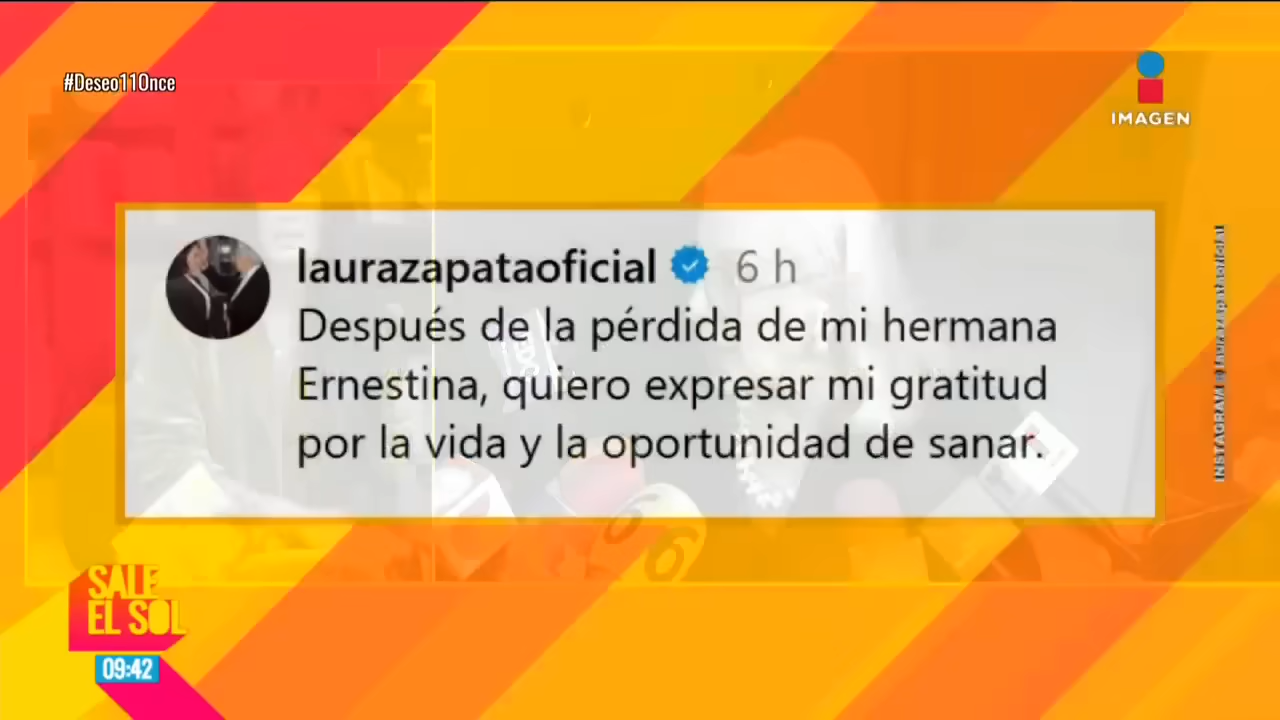 #Deseo11Once
IMAGEN
laurazapataoficial 6 h
Después de la pérdida de mi hermana
Ernestina, quiero expresar mi gratitud
por la vida y la oportunidad de sanar.
INSTAGRAM @laurazapataoficial
SALE
EL SOL
09:42